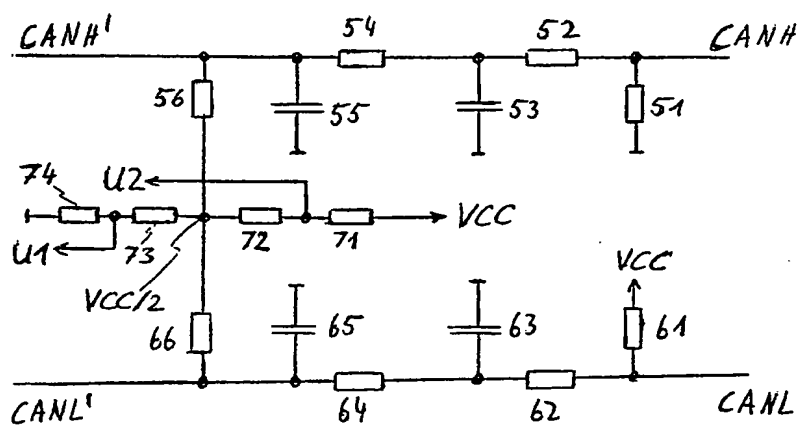 CANH' 54 52 CANH
56 55 53 51
74 U2
U1 73 72 71 VCC
VCC/2 VCC
66 65 63 61
CANL' 64 62 CANL